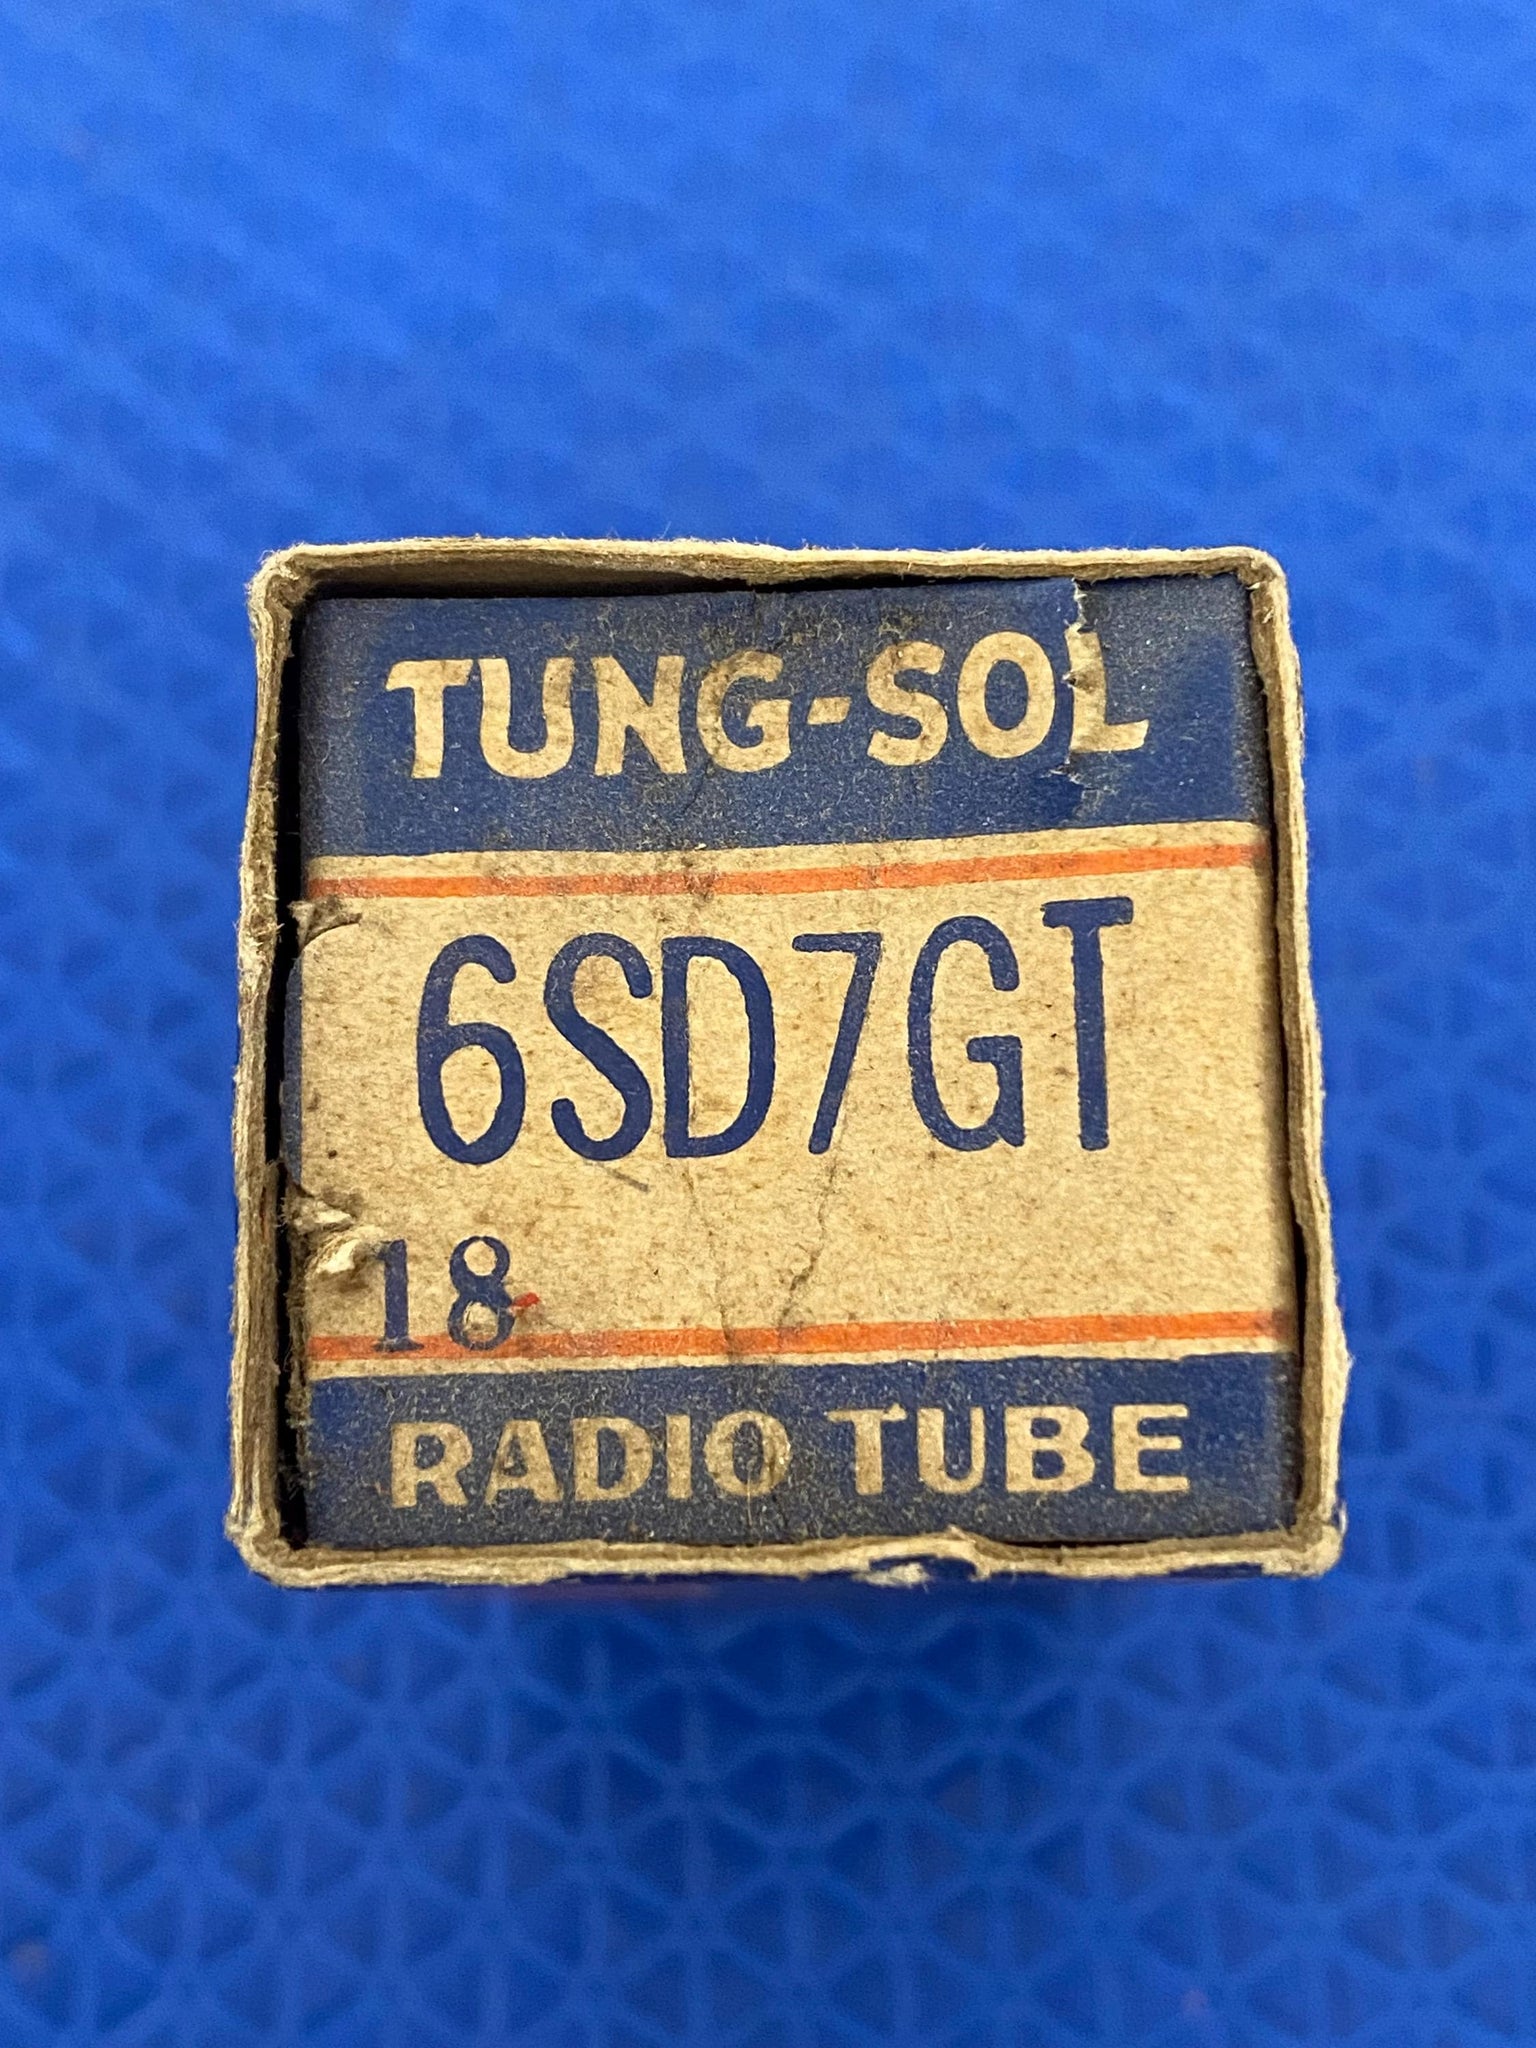 TUNG-SOL
6SD7GT
18
RADIO TUBE